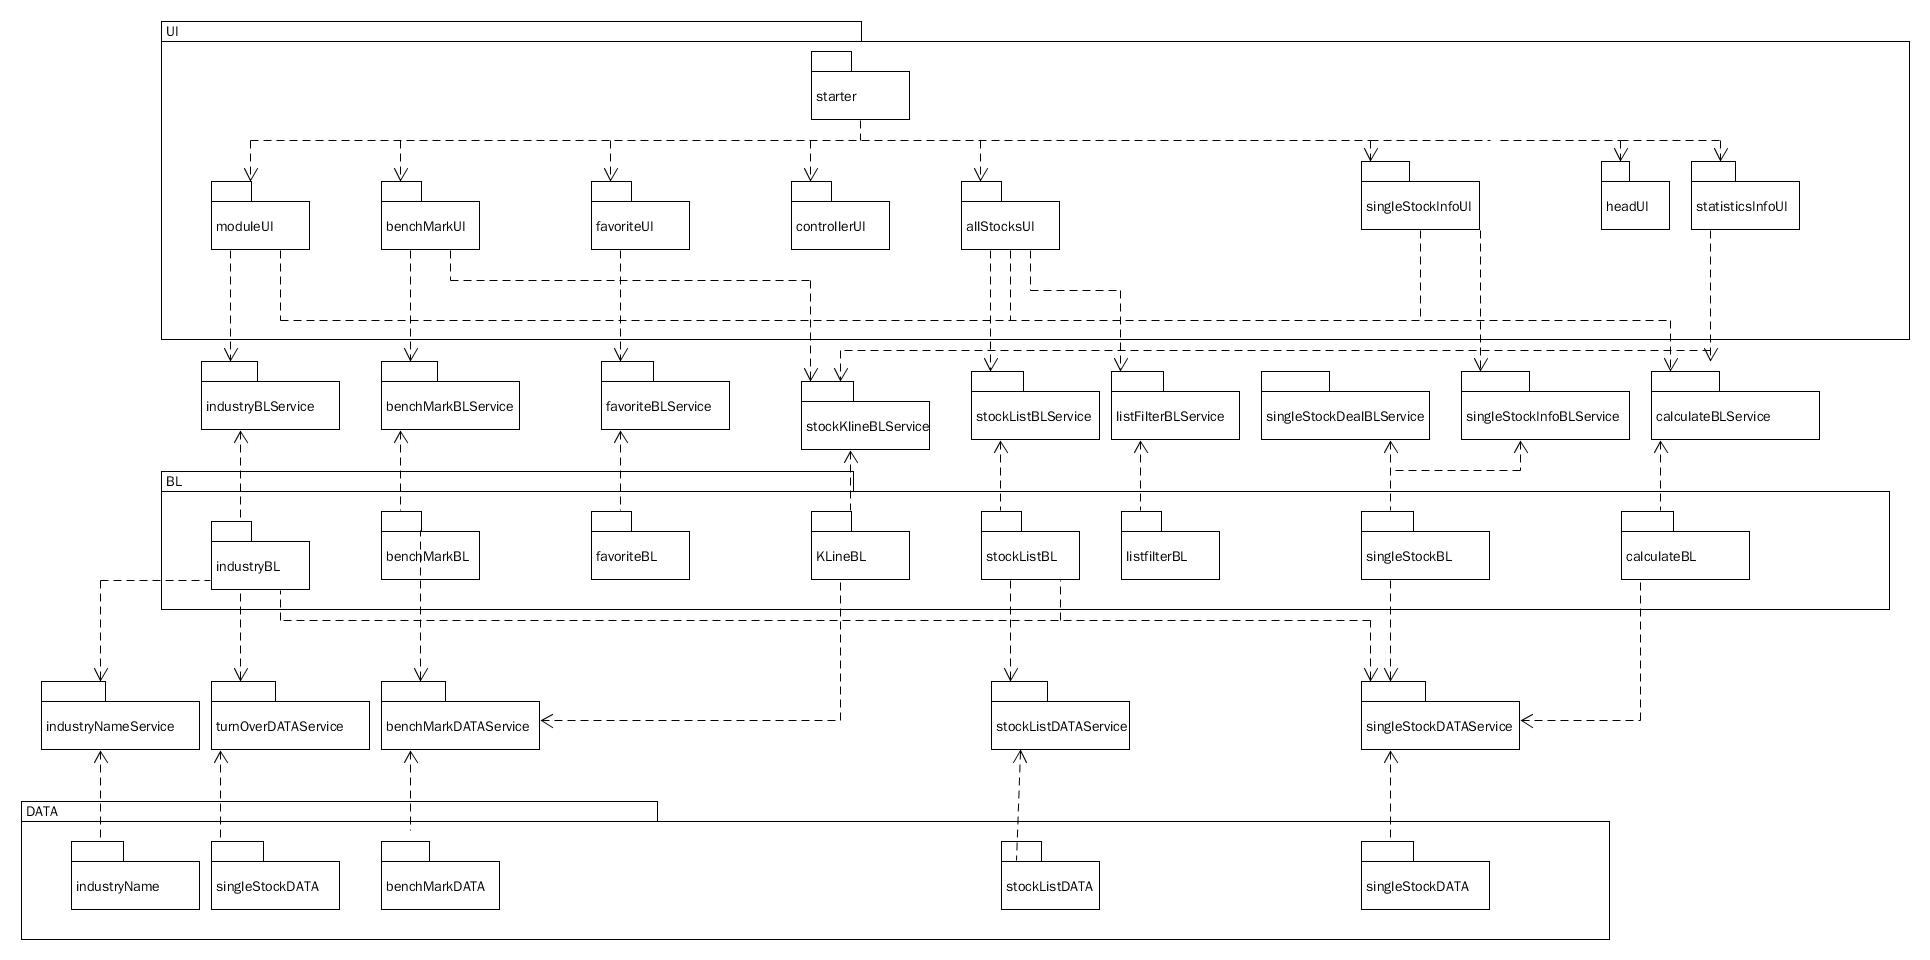 UI
starter
moduleUI
benchMarkUI
favoriteUI
controllerUI
allStocksUI
singleStockInfoUI
headUI
statisticsInfoUI
industryBLService
benchMarkBLService
favoriteBLService
stockKlineBLService
stockListBLService
listFilterBLService
singleStockDealBLService
singleStockInfoBLService
calculateBLService
BL
industryBL
benchMarkBL
favoriteBL
KLineBL
stockListBL
listfilterBL
singleStockBL
calculateBL
industryNameService
turnOverDATAService
benchMarkDATAService
stockListDATAService
singleStockDATAService
DATA
industryName
singleStockDATA
benchMarkDATA
stockListDATA
singleStockDATA